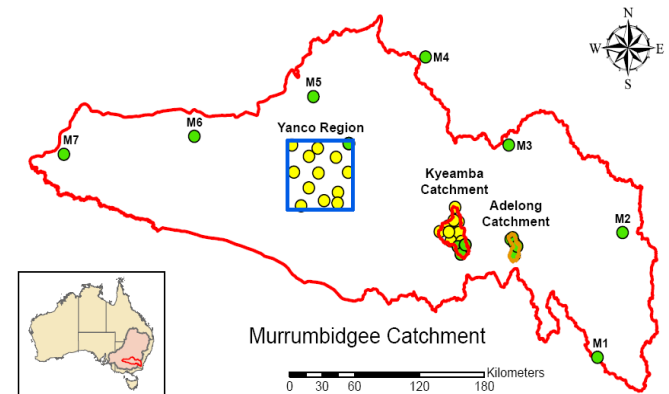 N
W E
S
M4
M5
Yanco Region
M6
M7
M3
Kyeamba
Catchment
Adelong
Catchment
M2
Murrumbidgee Catchment
M1
Kilometers
0 30 60 120 180